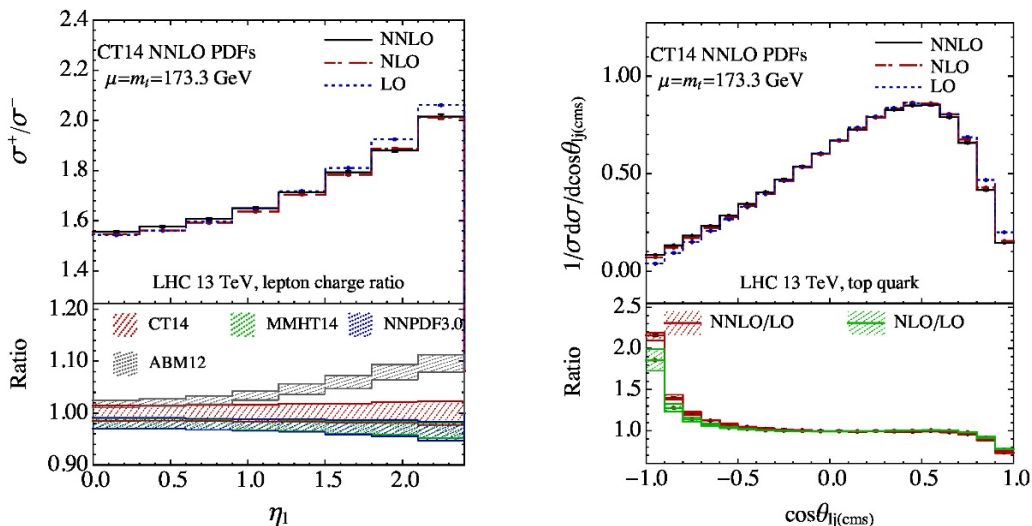 CT14 NNLO PDFs
μ=mₜ=173.3 GeV
NNLO
NLO
LO
σ⁺/σ⁻
2.4
2.2
2.0
1.8
1.6
1.4
LHC 13 TeV, lepton charge ratio
CT14
MMHT14
NNPDF3.0
ABM12
Ratio
1.20
1.10
1.00
0.90
0.0
0.5
1.0
1.5
2.0
ηl
CT14 NNLO PDFs
μ=mₜ=173.3 GeV
NNLO
NLO
LO
1/σdσ/dcosθlj(cms)
1.00
0.50
0.00
LHC 13 TeV, top quark
NNLO/LO
NLO/LO
Ratio
2.5
2.0
1.5
1.0
-1.0
-0.5
0.0
0.5
1.0
cosθlj(cms)